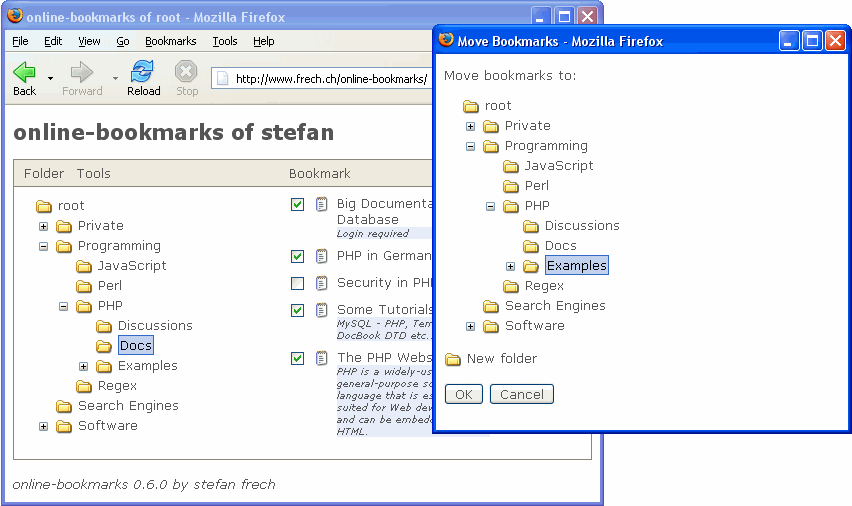 online-bookmarks of root - Mozilla Firefox
File Edit View Go Bookmarks Tools Help
Back Forward Reload Stop http://www.frech.ch/online-bookmarks/
online-bookmarks of stefan
Folder Tools Bookmark
root
Private
Programming
JavaScript
Perl
PHP
Discussions
Docs
Examples
Regex
Search Engines
Software
Big Documenta
Database
Login required
PHP in German
Security in PH
Some Tutorials
MySQL - PHP, Tem
DocBook DTD etc..
The PHP Webs
PHP is a widely-us
general-purpose sc
language that is es
suited for Web dev
and can be embedd
HTML.
online-bookmarks 0.6.0 by stefan frech
Move Bookmarks - Mozilla Firefox
Move bookmarks to:
root
Private
Programming
JavaScript
Perl
PHP
Discussions
Docs
Examples
Regex
Search Engines
Software
New folder
OK Cancel